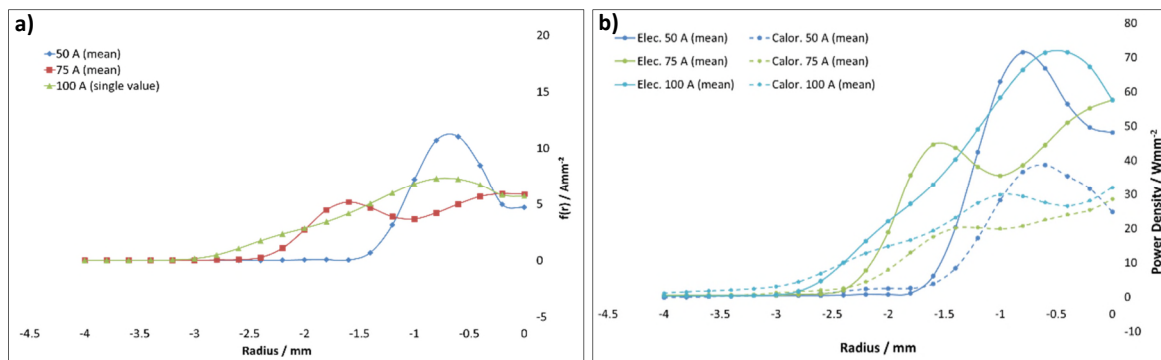 a)
50 A (mean)
75 A (mean)
100 A (single value)
20
15
10
5
0
-5
f(r) / Amm⁻²
-4.5 -4 -3.5 -3 -2.5 -2 -1.5 -1 -0.5 0
Radius / mm
b)
Elec. 50 A (mean) Calor. 50 A (mean)
Elec. 75 A (mean) Calor. 75 A (mean)
Elec. 100 A (mean) Calor. 100 A (mean)
80
70
60
50
40
30
20
10
0
-10
Power Density / Wmm⁻²
-4.5 -4 -3.5 -3 -2.5 -2 -1.5 -1 -0.5 0
Radius / mm